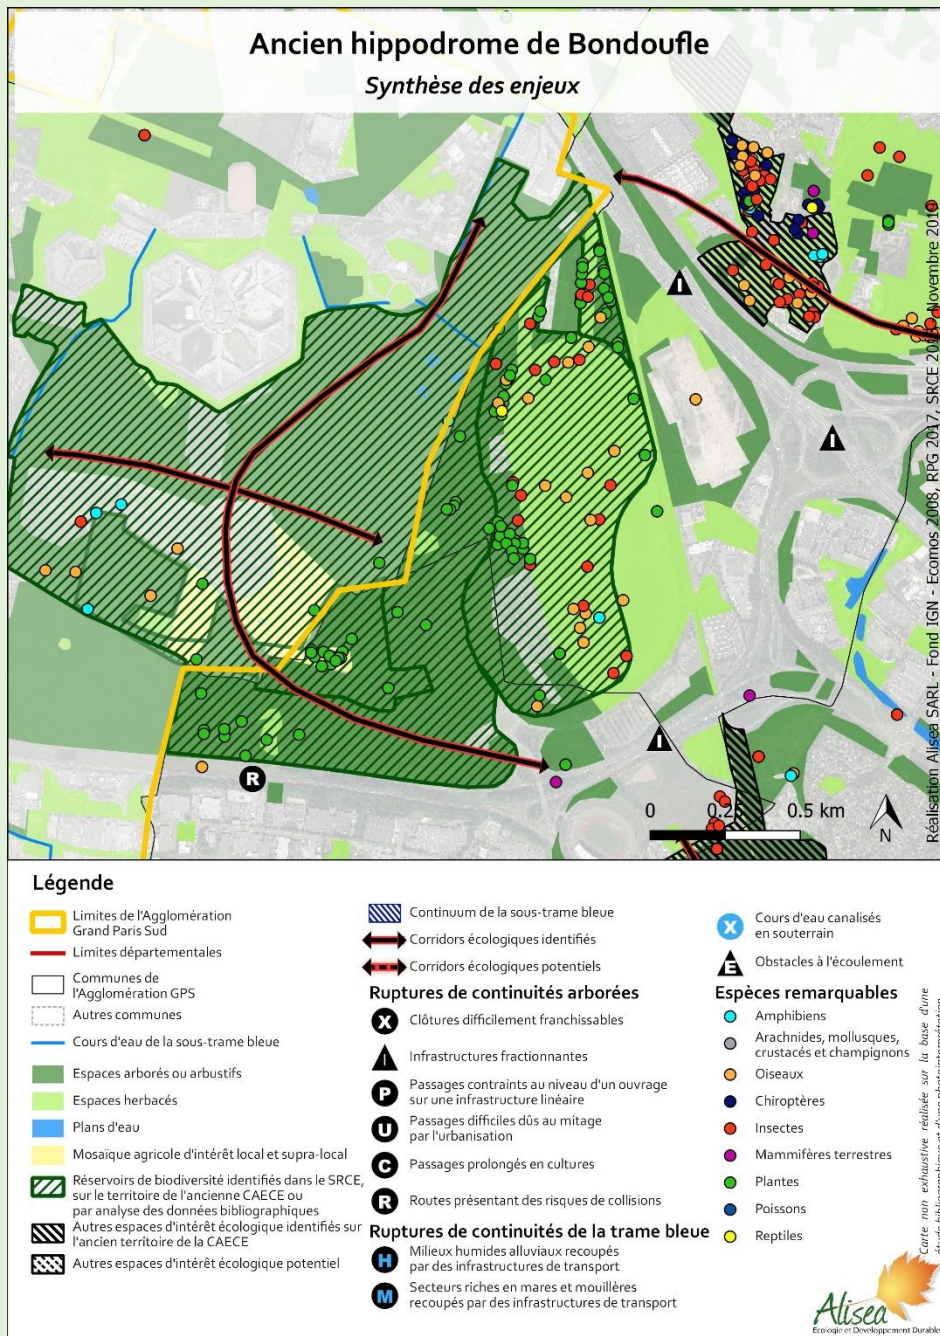 Ancien hippodrome de Bondoufle
Synthèse des enjeux
I
I
I
R
0
0.5 km
N
Légende
Limites de l'Agglomération
Grand Paris Sud
Limites départementales
Communes de
l'Agglomération GPS
Autres communes
Cours d'eau de la sous-trame bleue
Espaces arborés ou arbustifs
Espaces herbacés
Plans d'eau
Mosaïque agricole d'intérêt local et supra-local
Réservoirs de biodiversité identifiés dans le SRCE,
sur le territoire de l'ancienne CAECE ou
par analyse des données bibliographiques
Autres espaces d'intérêt écologique identifiés sur
l'ancien territoire de la CAECE
Autres espaces d'intérêt écologique potentiel
Continuum de la sous-trame bleue
Corridors écologiques identifiés
Corridors écologiques potentiels
Ruptures de continuités arborées
X Clôtures difficilement franchissables
I Infrastructures fractionnantes
P Passages contraints au niveau d'un ouvrage
sur une infrastructure linéaire
U Passages difficiles dûs au mitage
par l'urbanisation
C Passages prolongés en cultures
R Routes présentant des risques de collisions
Ruptures de continuités de la trame bleue
H Milieux humides alluviaux recoupés
par des infrastructures de transport
M Secteurs riches en mares et mouillères
recoupés par des infrastructures de transport
X Cours d'eau canalisés
en souterrain
E Obstacles à l'écoulement
Espèces remarquables
Amphibiens
Arachnides, mollusques,
crustacés et champignons
Oiseaux
Chiroptères
Insectes
Mammifères terrestres
Plantes
Poissons
Reptiles
Réalisation Alisea SARL - Fond IGN - Ecomos 2008, RPG 2017, SRCE Novembre
Carte non exhaustive réalisée sur la base d'une
Alisea
Ecologie et Développement Durable